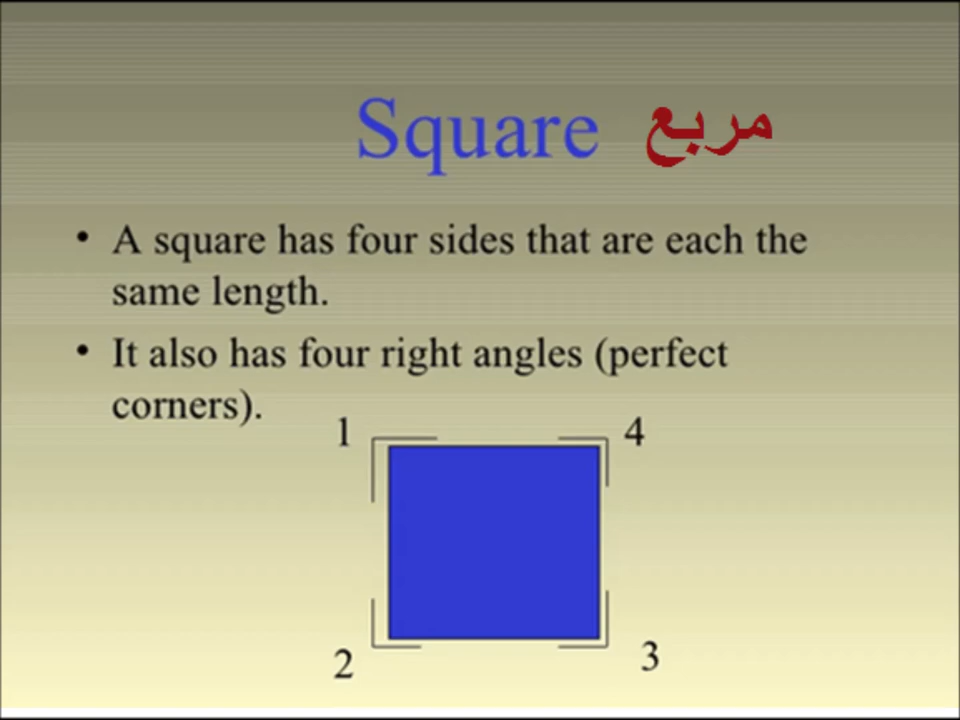 Square مربع
• A square has four sides that are each the
same length.
• It also has four right angles (perfect
corners).
1 4
2 3